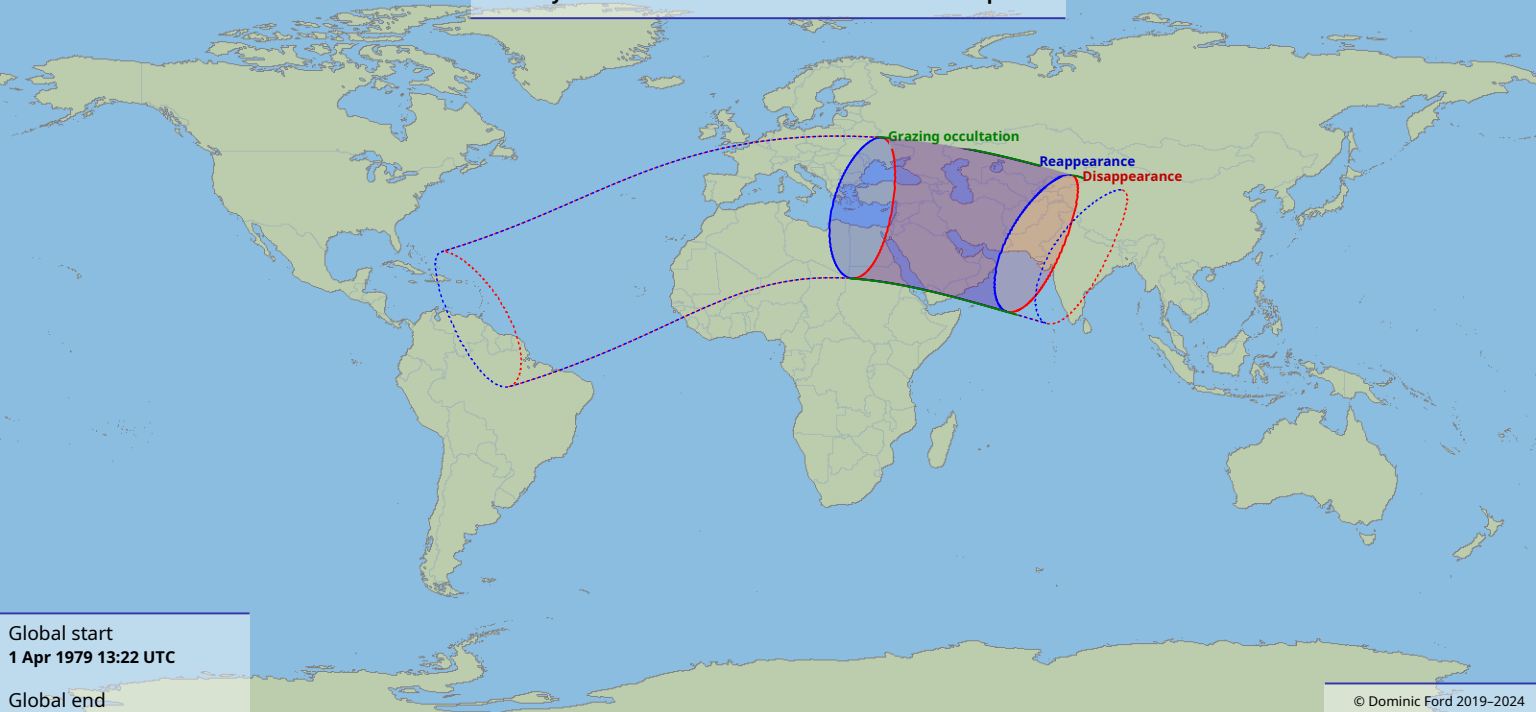 Grazing occultation
Reappearance
Disappearance
Global start
1 Apr 1979 13:22 UTC
Global end
© Dominic Ford 2019–2024